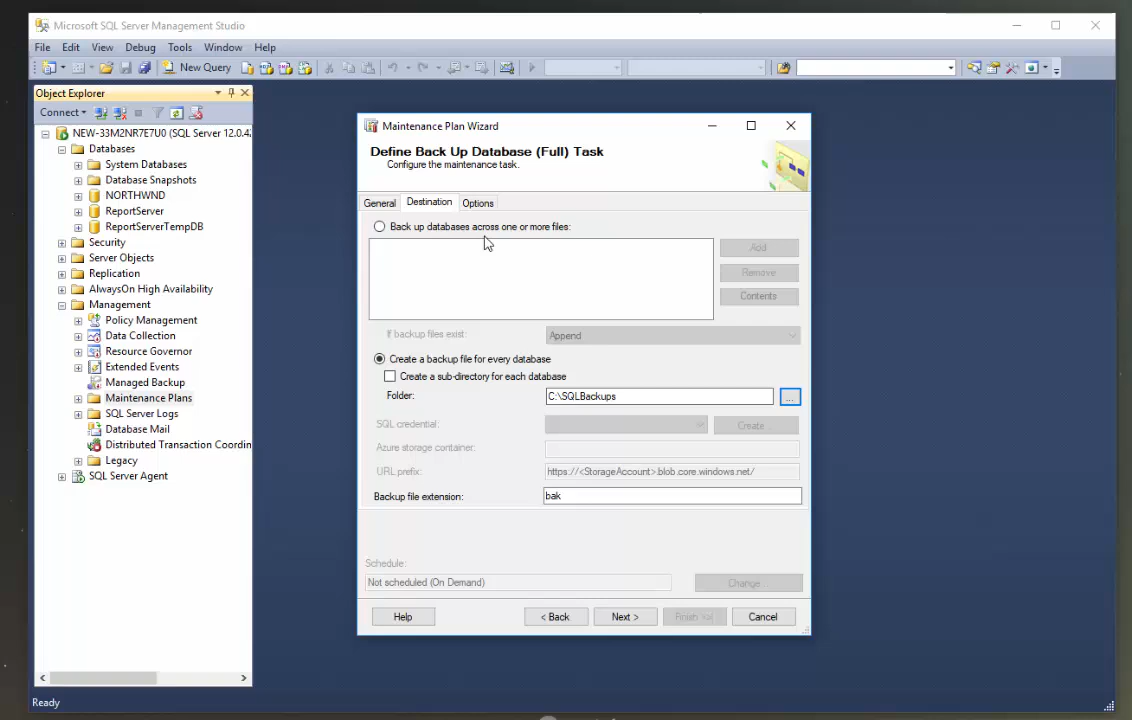 Microsoft SQL Server Management Studio
File Edit View Debug Tools Window Help
New Query
Object Explorer
Connect
NEW-33M2NR7E7U0 (SQL Server 12.0.42
Databases
System Databases
Database Snapshots
NORTHWND
ReportServer
ReportServerTempDB
Security
Server Objects
Replication
AlwaysOn High Availability
Management
Policy Management
Data Collection
Resource Governor
Extended Events
Managed Backup
Maintenance Plans
SQL Server Logs
Database Mail
Distributed Transaction Coordin
Legacy
SQL Server Agent
Maintenance Plan Wizard
Define Back Up Database (Full) Task
Configure the maintenance task.
General Destination Options
Back up databases across one or more files:
Add
Remove
Contents
If backup files exist: Append
Create a backup file for every database
Create a sub-directory for each database
Folder: C:\SQLBackups ...
SQL credential: Create...
Azure storage container:
URL prefix: https://<StorageAccount>.blob.core.windows.net/
Backup file extension: bak
Schedule:
Not scheduled (On Demand) Change...
Help < Back Next > Finish >>| Cancel
Ready